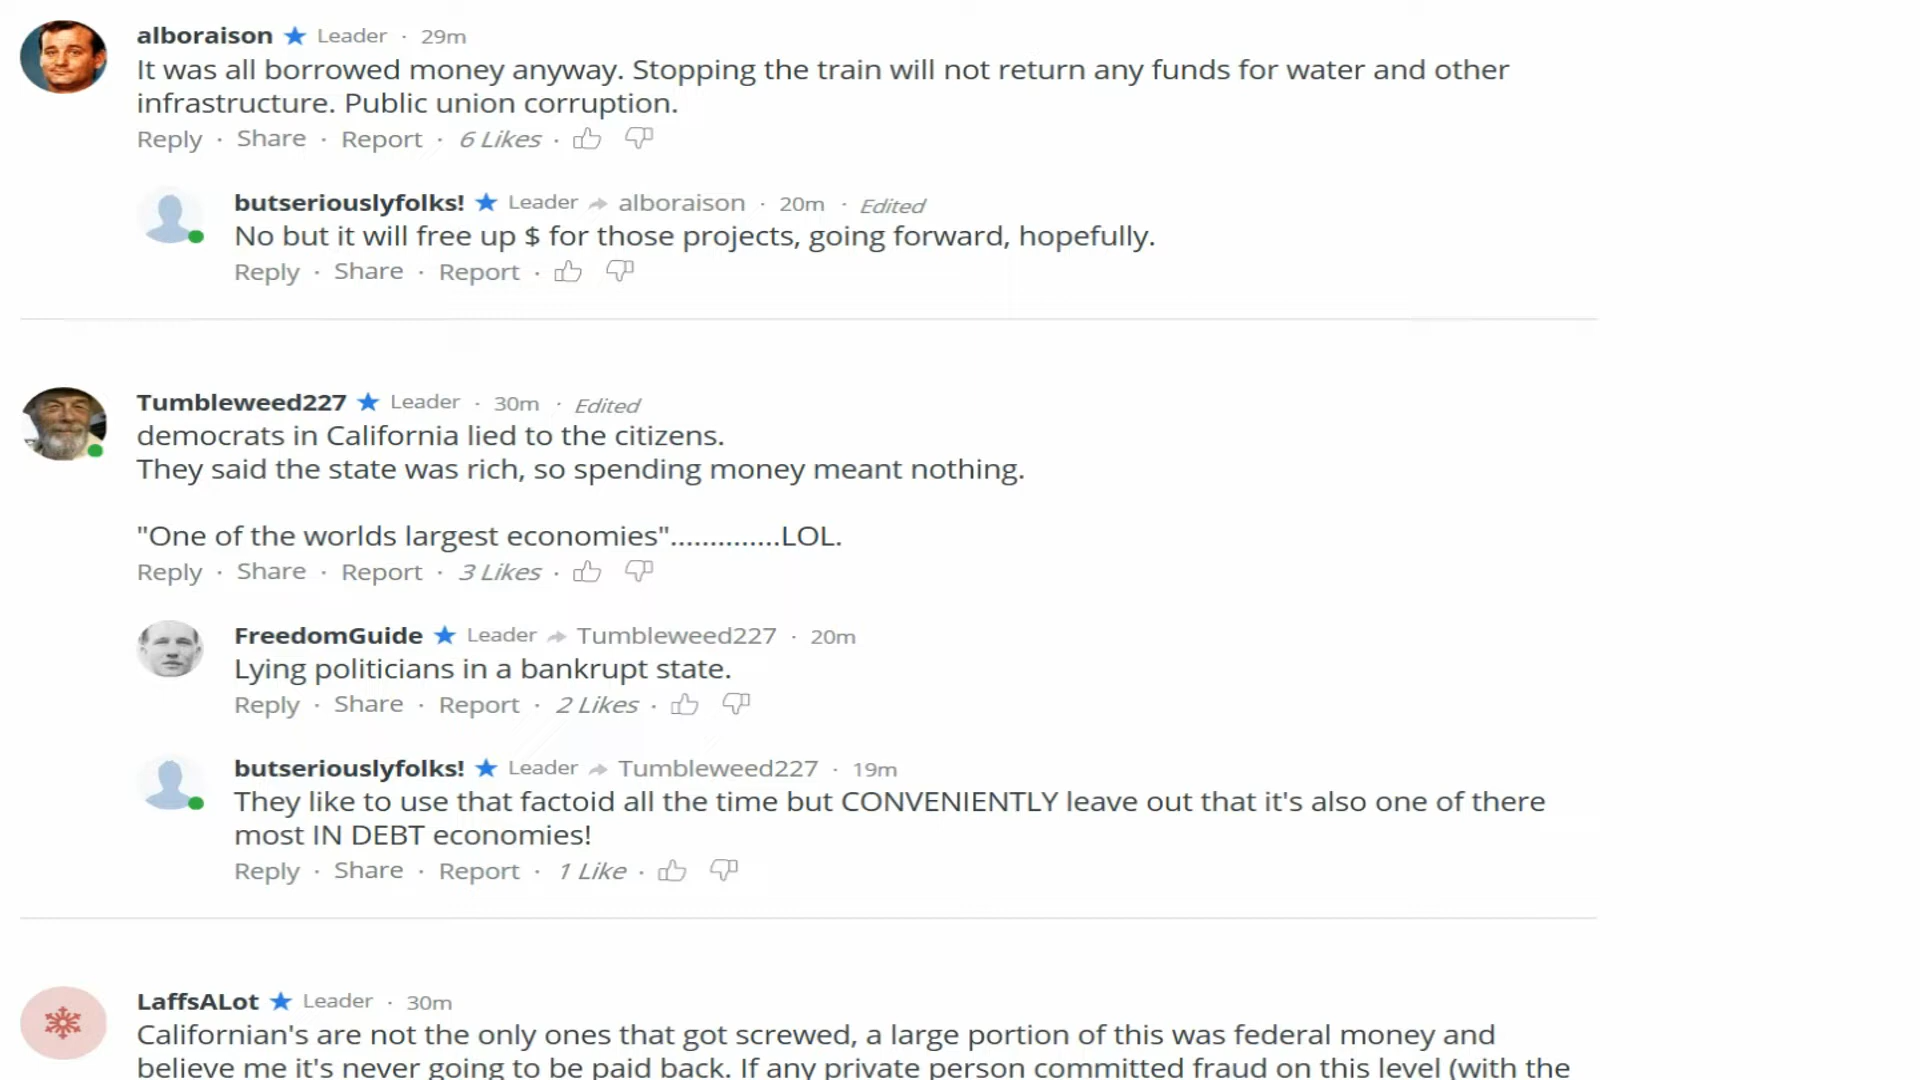 alboraison ★ Leader · 29m
It was all borrowed money anyway. Stopping the train will not return any funds for water and other
infrastructure. Public union corruption.
Reply · Share · Report · 6 Likes ·
butseriouslyfolks! ★ Leader alboraison · 20m · Edited
No but it will free up $ for those projects, going forward, hopefully.
Reply · Share · Report ·
Tumbleweed227 ★ Leader · 30m · Edited
democrats in California lied to the citizens.
They said the state was rich, so spending money meant nothing.
"One of the worlds largest economies"..............LOL.
Reply · Share · Report · 3 Likes ·
FreedomGuide ★ Leader Tumbleweed227 · 20m
Lying politicians in a bankrupt state.
Reply · Share · Report · 2 Likes ·
butseriouslyfolks! ★ Leader Tumbleweed227 · 19m
They like to use that factoid all the time but CONVENIENTLY leave out that it's also one of there
most IN DEBT economies!
Reply · Share · Report · 1 Like ·
LaffsALot ★ Leader · 30m
Californian's are not the only ones that got screwed, a large portion of this was federal money and
believe me it's never going to be paid back. If any private person committed fraud on this level (with the